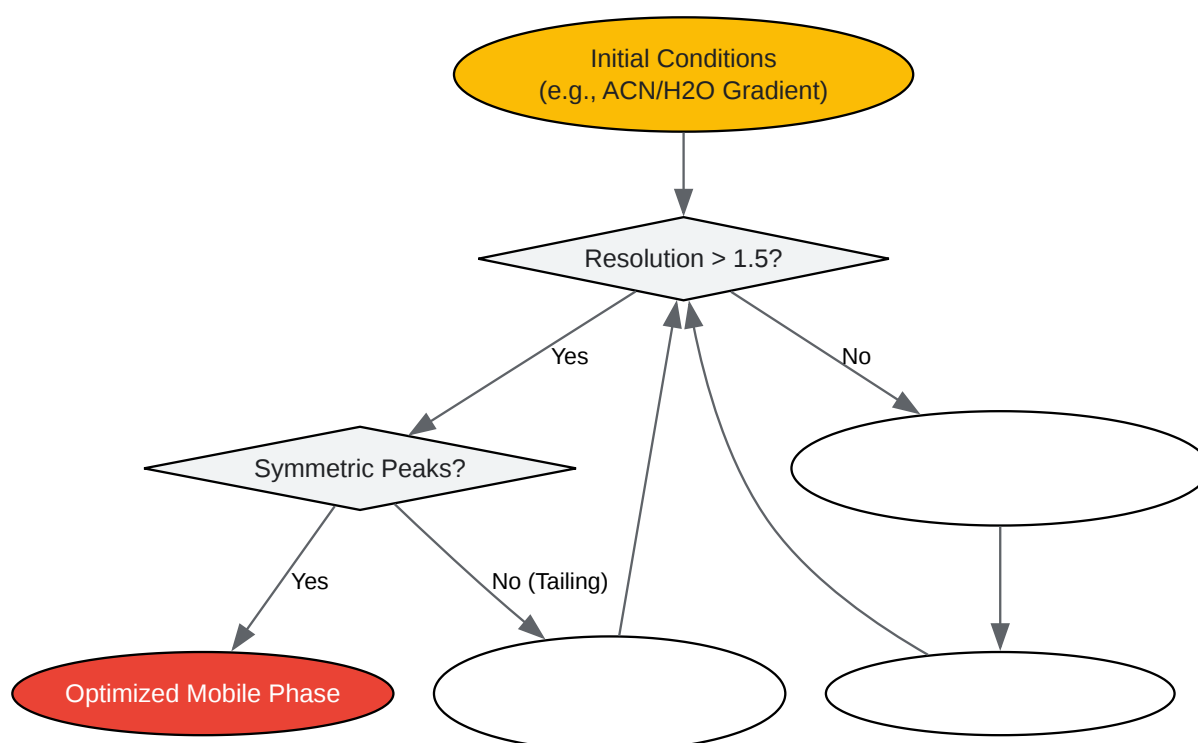 Initial Conditions
(e.g., ACN/H2O Gradient)
Resolution > 1.5?
Yes
No
Symmetric Peaks?
Yes
No (Tailing)
Optimized Mobile Phase